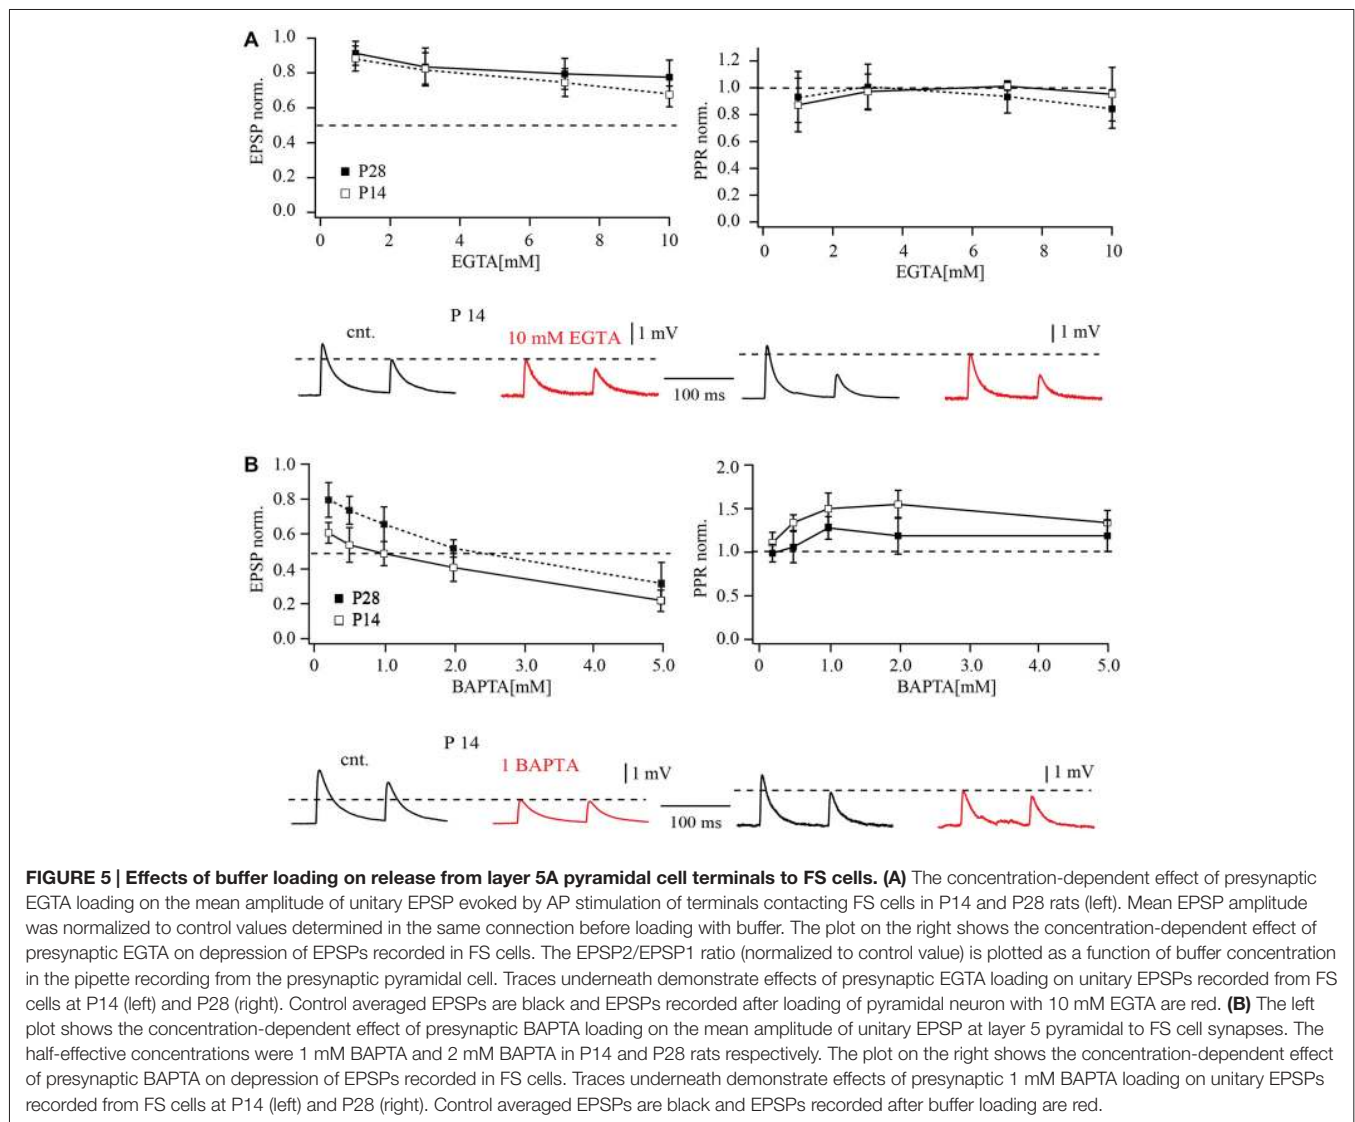 A
EPSP norm.
1.0
0.8
0.6
0.4
0.2
0.0
P28
P14
0 2 4 6 8 10
EGTA[mM]
PPR norm.
1.2
1.0
0.8
0.6
0.4
0.2
0.0
0 2 4 6 8 10
EGTA[mM]
P 14
cnt.
10 mM EGTA
1 mV
100 ms
1 mV
B
EPSP norm.
1.0
0.8
0.6
0.4
0.2
0.0
P28
P14
0 1.0 2.0 3.0 4.0 5.0
BAPTA[mM]
PPR norm.
2.0
1.5
1.0
0.5
0.0
0 1.0 2.0 3.0 4.0 5.0
BAPTA[mM]
P 14
cnt.
1 BAPTA
1 mV
100 ms
1 mV
FIGURE 5 | Effects of buffer loading on release from layer 5A pyramidal cell terminals to FS cells. (A) The concentration-dependent effect of presynaptic
EGTA loading on the mean amplitude of unitary EPSP evoked by AP stimulation of terminals contacting FS cells in P14 and P28 rats (left). Mean EPSP amplitude
was normalized to control values determined in the same connection before loading with buffer. The plot on the right shows the concentration-dependent effect of
presynaptic EGTA on depression of EPSPs recorded in FS cells. The EPSP2/EPSP1 ratio (normalized to control value) is plotted as a function of buffer concentration
in the pipette recording from the presynaptic pyramidal cell. Traces underneath demonstrate effects of presynaptic EGTA loading on unitary EPSPs recorded from FS
cells at P14 (left) and P28 (right). Control averaged EPSPs are black and EPSPs recorded after loading of pyramidal neuron with 10 mM EGTA are red. (B) The left
plot shows the concentration-dependent effect of presynaptic BAPTA loading on the mean amplitude of unitary EPSP at layer 5 pyramidal to FS cell synapses. The
half-effective concentrations were 1 mM BAPTA and 2 mM BAPTA in P14 and P28 rats respectively. The plot on the right shows the concentration-dependent effect
of presynaptic BAPTA on depression of EPSPs recorded in FS cells. Traces underneath demonstrate effects of presynaptic 1 mM BAPTA loading on unitary EPSPs
recorded from FS cells at P14 (left) and P28 (right). Control averaged EPSPs are black and EPSPs recorded after buffer loading are red.